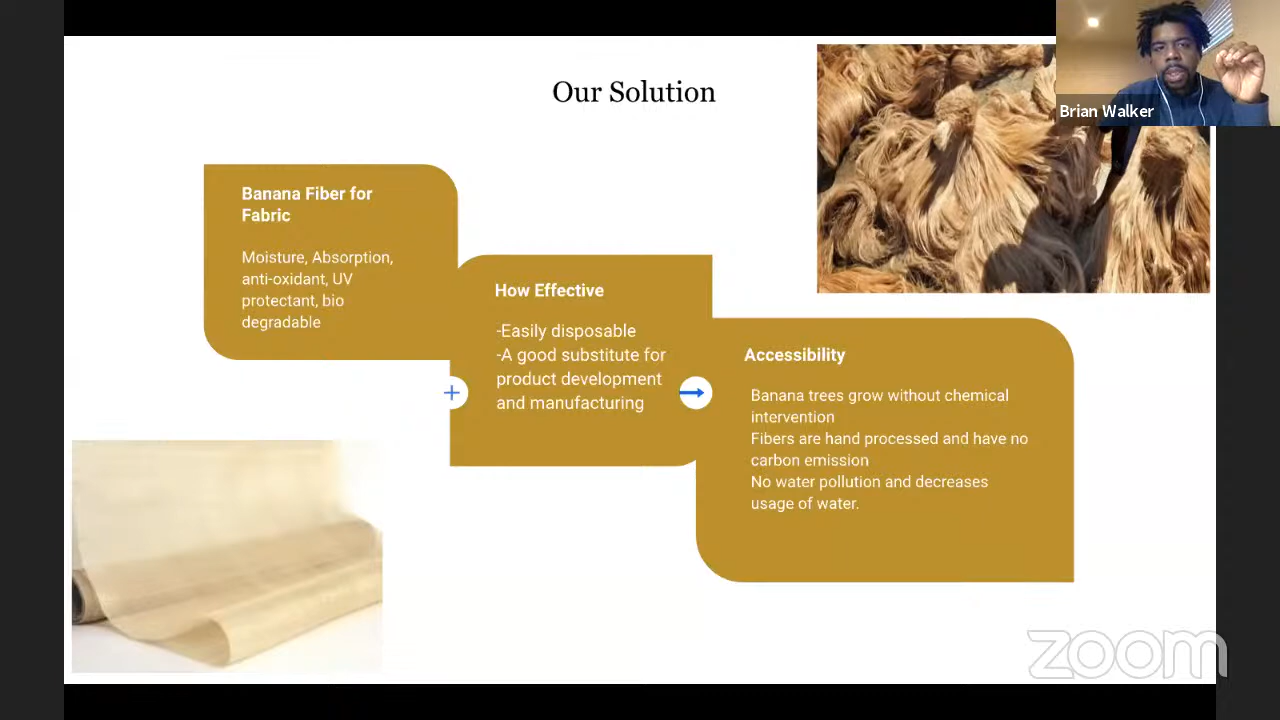 Our Solution
Brian Walker
Banana Fiber for
Fabric
Moisture, Absorption,
anti-oxidant, UV
protectant, bio
degradable
How Effective
-Easily disposable
-A good substitute for
product development
and manufacturing
Accessibility
Banana trees grow without chemical
intervention
Fibers are hand processed and have no
carbon emission
No water pollution and decreases
usage of water.
zoom